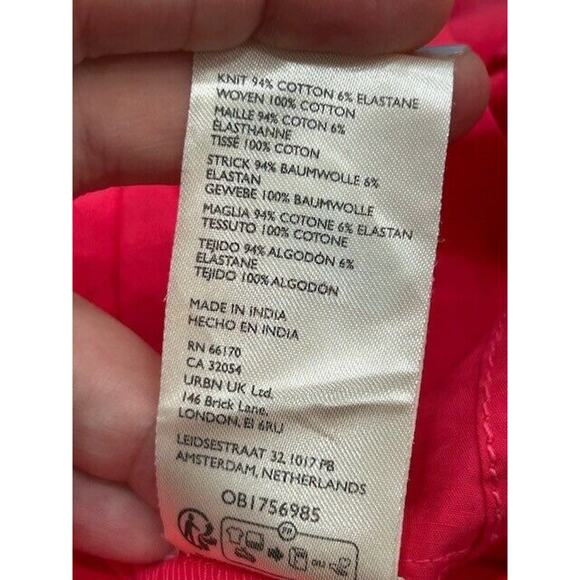 KNIT 94% COTTON 6% ELASTANE
WOVEN 100% COTTON
MAILLE 94% COTON 6%
ÉLASTHANNE
TISSÉ 100% COTON
STRICK 94% BAUMWOLLE 6%
ELASTAN
GEWEBE 100% BAUMWOLLE
MAGLIA 94% COTONE 6% ELASTAN
TESSUTO 100% COTONE
TEJIDO 94% ALGODÓN 6%
ELASTANE
TEJIDO 100% ALGODÓN
MADE IN INDIA
HECHO EN INDIA
RN 66170
CA 32054
URBN UK Ltd.
146 Brick Lane,
LONDON, E1 6RU
LEIDSESTRAAT 32, 1017 PB
AMSTERDAM, NETHERLANDS
OB1756985
FR